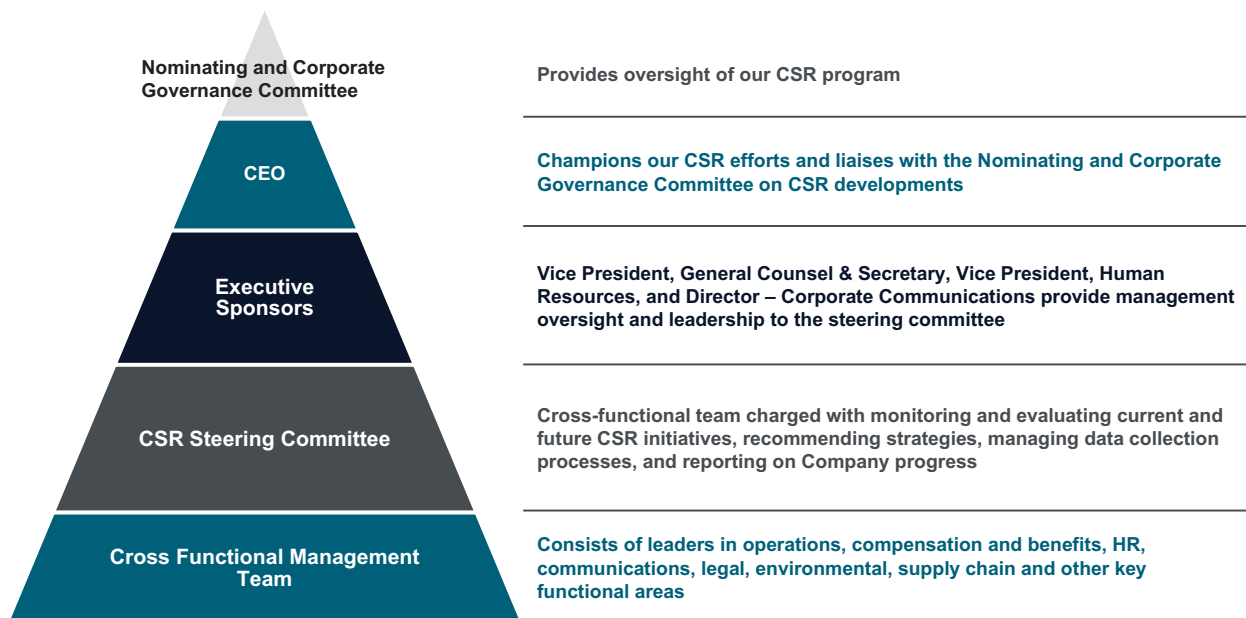 Nominating and Corporate
Governance Committee
Provides oversight of our CSR program
CEO
Champions our CSR efforts and liaises with the Nominating and Corporate
Governance Committee on CSR developments
Executive
Sponsors
Vice President, General Counsel & Secretary, Vice President, Human
Resources, and Director – Corporate Communications provide management
oversight and leadership to the steering committee
CSR Steering Committee
Cross-functional team charged with monitoring and evaluating current and
future CSR initiatives, recommending strategies, managing data collection
processes, and reporting on Company progress
Cross Functional Management
Team
Consists of leaders in operations, compensation and benefits, HR,
communications, legal, environmental, supply chain and other key
functional areas